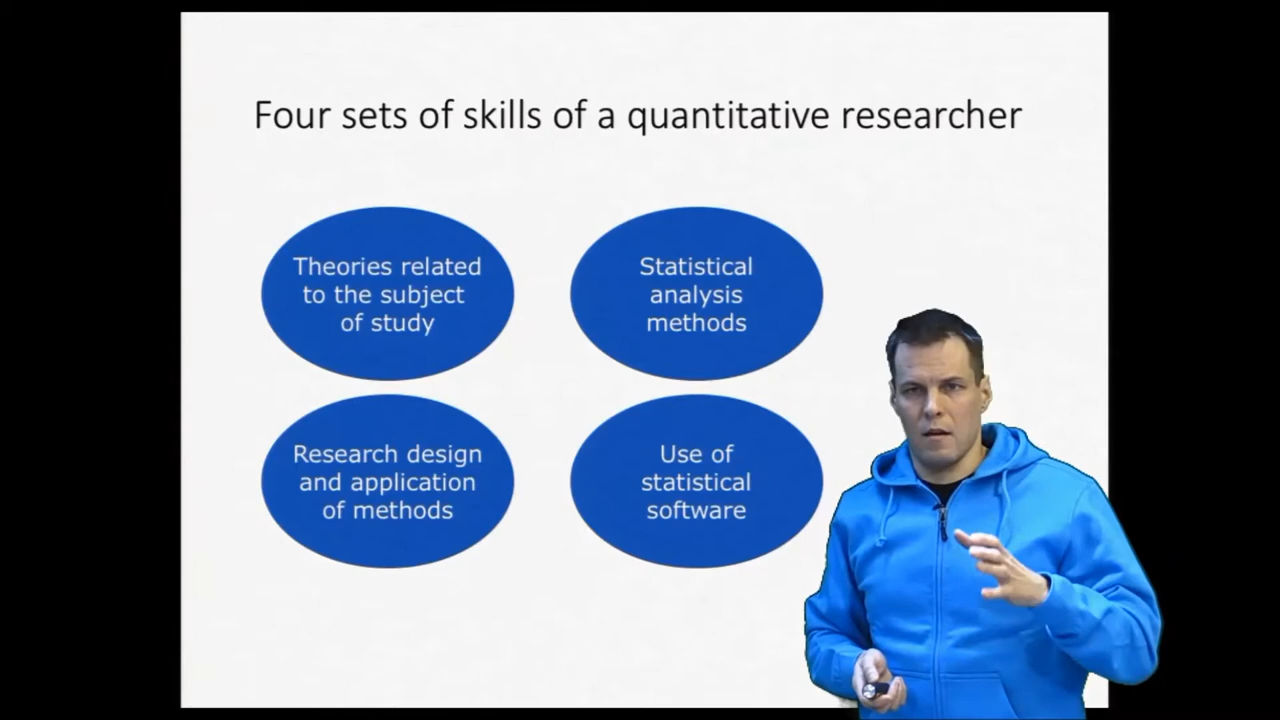 Four sets of skills of a quantitative researcher
Theories related
to the subject
of study
Statistical
analysis
methods
Research design
and application
of methods
Use of
statistical
software